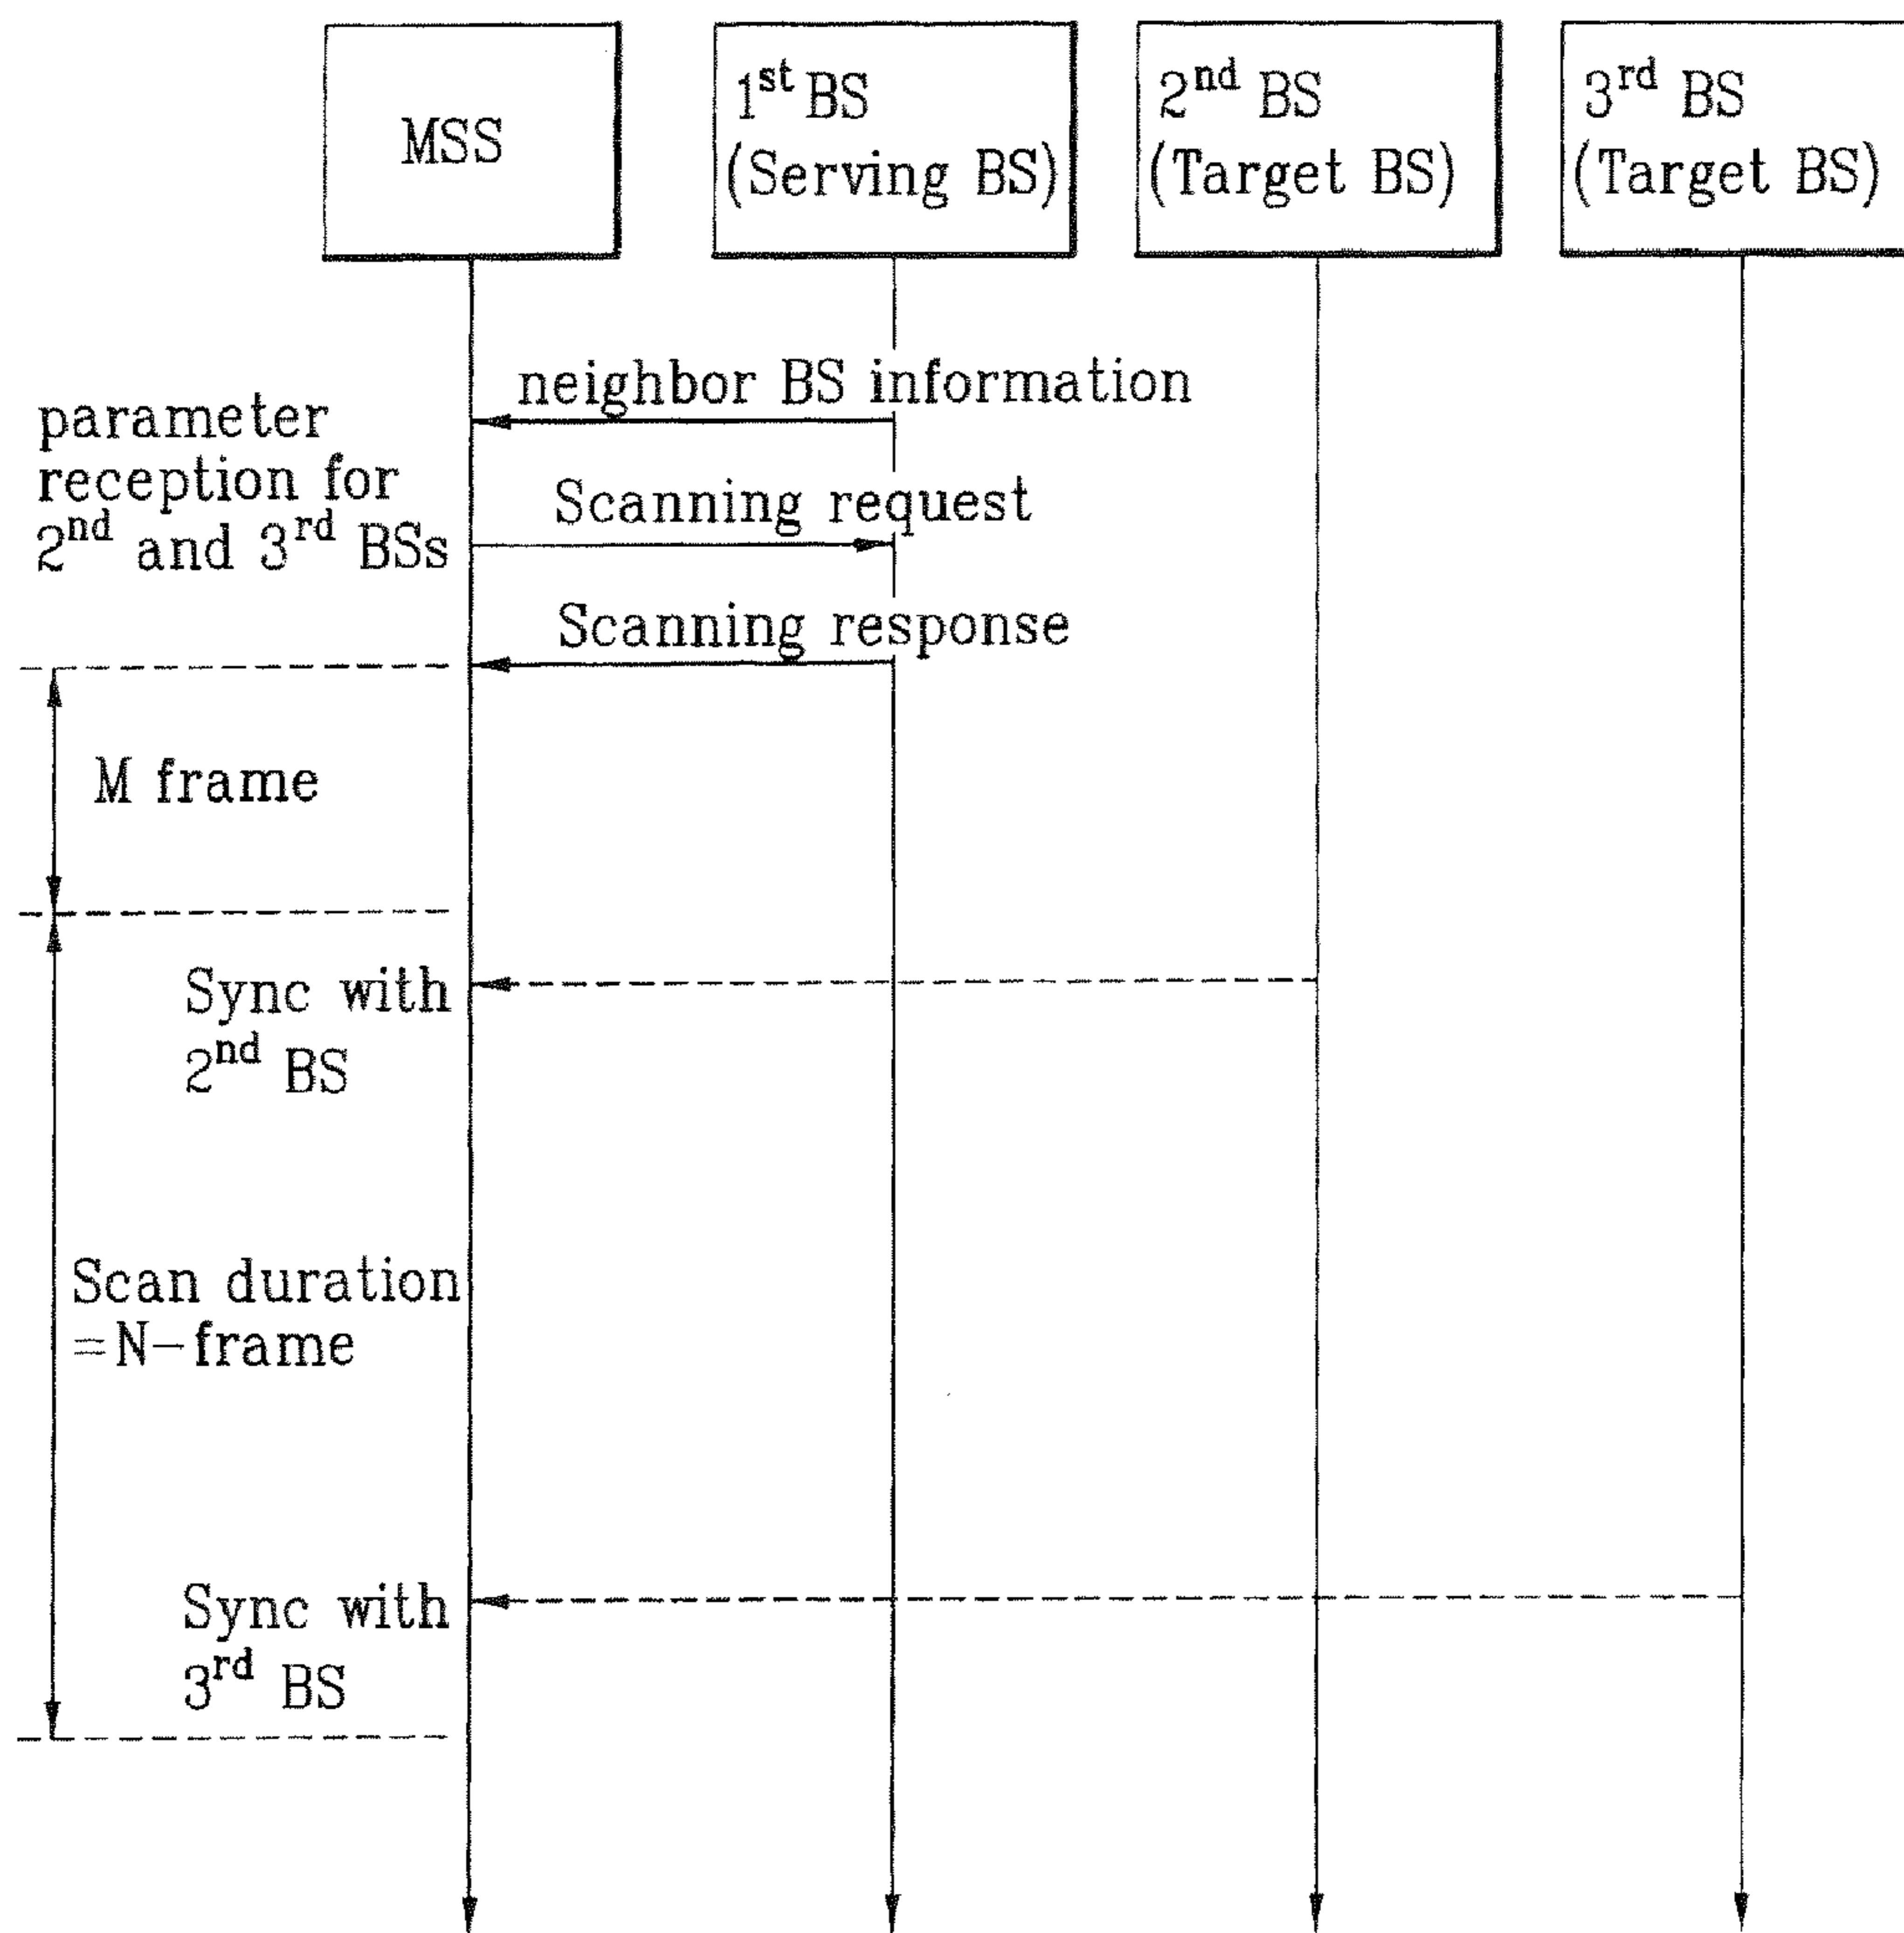 MSS
1st BS
(Serving BS)
2nd BS
(Target BS)
3rd BS
(Target BS)
neighbor BS information
parameter
reception for
2nd and 3rd BSs
Scanning request
Scanning response
M frame
Sync with
2nd BS
Scan duration
=N-frame
Sync with
3rd BS